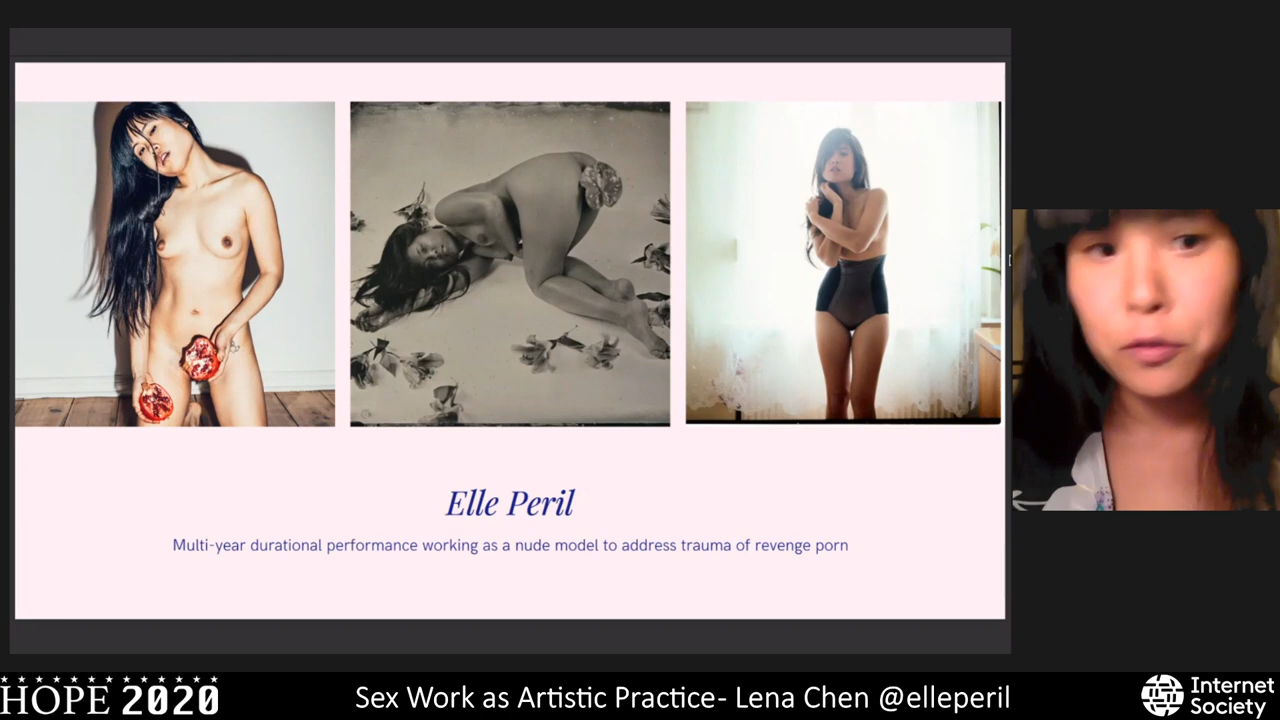 Elle Peril
Multi-year durational performance working as a nude model to address trauma of revenge porn
HOPE 2020
Sex Work as Artistic Practice- Lena Chen @elleperil
Internet
Society